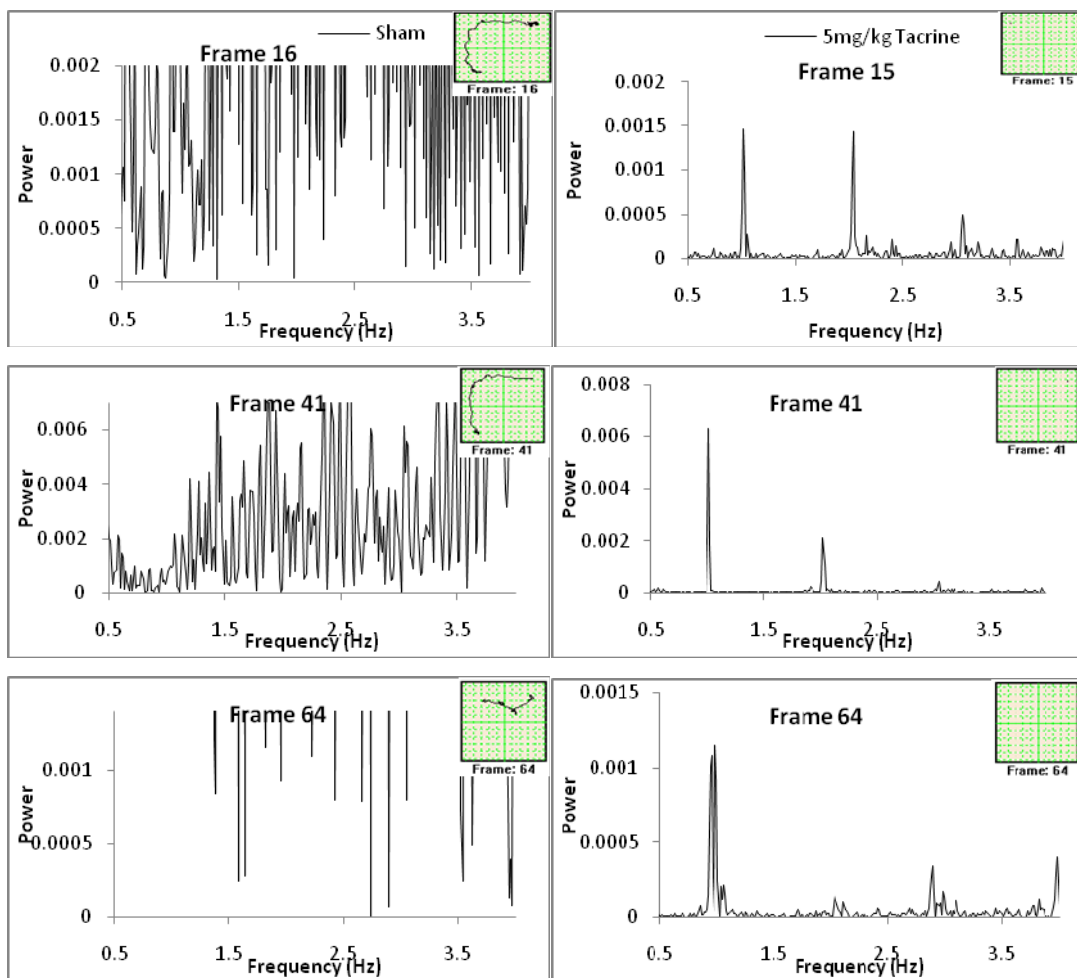 Sham
Frame 16
Frame: 16
0.002
0.0015
0.001
0.0005
0
Power
0.5
1.5
2.5
3.5
Frequency (Hz)
5mg/kg Tacrine
Frame 15
Frame: 15
0.002
0.0015
0.001
0.0005
0
Power
0.5
1.5
2.5
3.5
Frequency (Hz)
Frame 41
Frame: 41
0.006
0.004
0.002
0
Power
0.5
1.5
2.5
3.5
Frequency (Hz)
Frame 41
Frame: 41
0.008
0.006
0.004
0.002
0
Power
0.5
1.5
2.5
3.5
Frequency (Hz)
Frame 64
Frame: 64
0.001
0.0005
0
Power
0.5
1.5
2.5
3.5
Frequency (Hz)
Frame 64
Frame: 64
0.0015
0.001
0.0005
0
Power
0.5
1.5
2.5
3.5
Frequency (Hz)